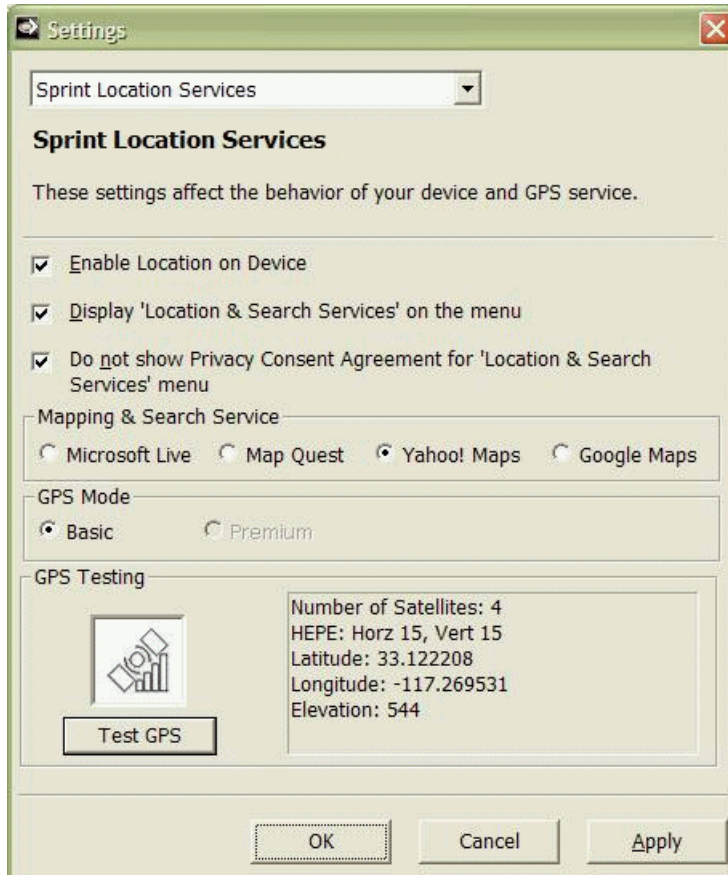 Settings
Sprint Location Services
Sprint Location Services
These settings affect the behavior of your device and GPS service.
Enable Location on Device
Display 'Location & Search Services' on the menu
Do not show Privacy Consent Agreement for 'Location & Search
Services' menu
Mapping & Search Service
Microsoft Live Map Quest Yahoo! Maps Google Maps
GPS Mode
Basic Premium
GPS Testing
Number of Satellites: 4
HEPE: Horz 15, Vert 15
Latitude: 33.122208
Longitude: -117.269531
Elevation: 544
Test GPS
OK Cancel Apply